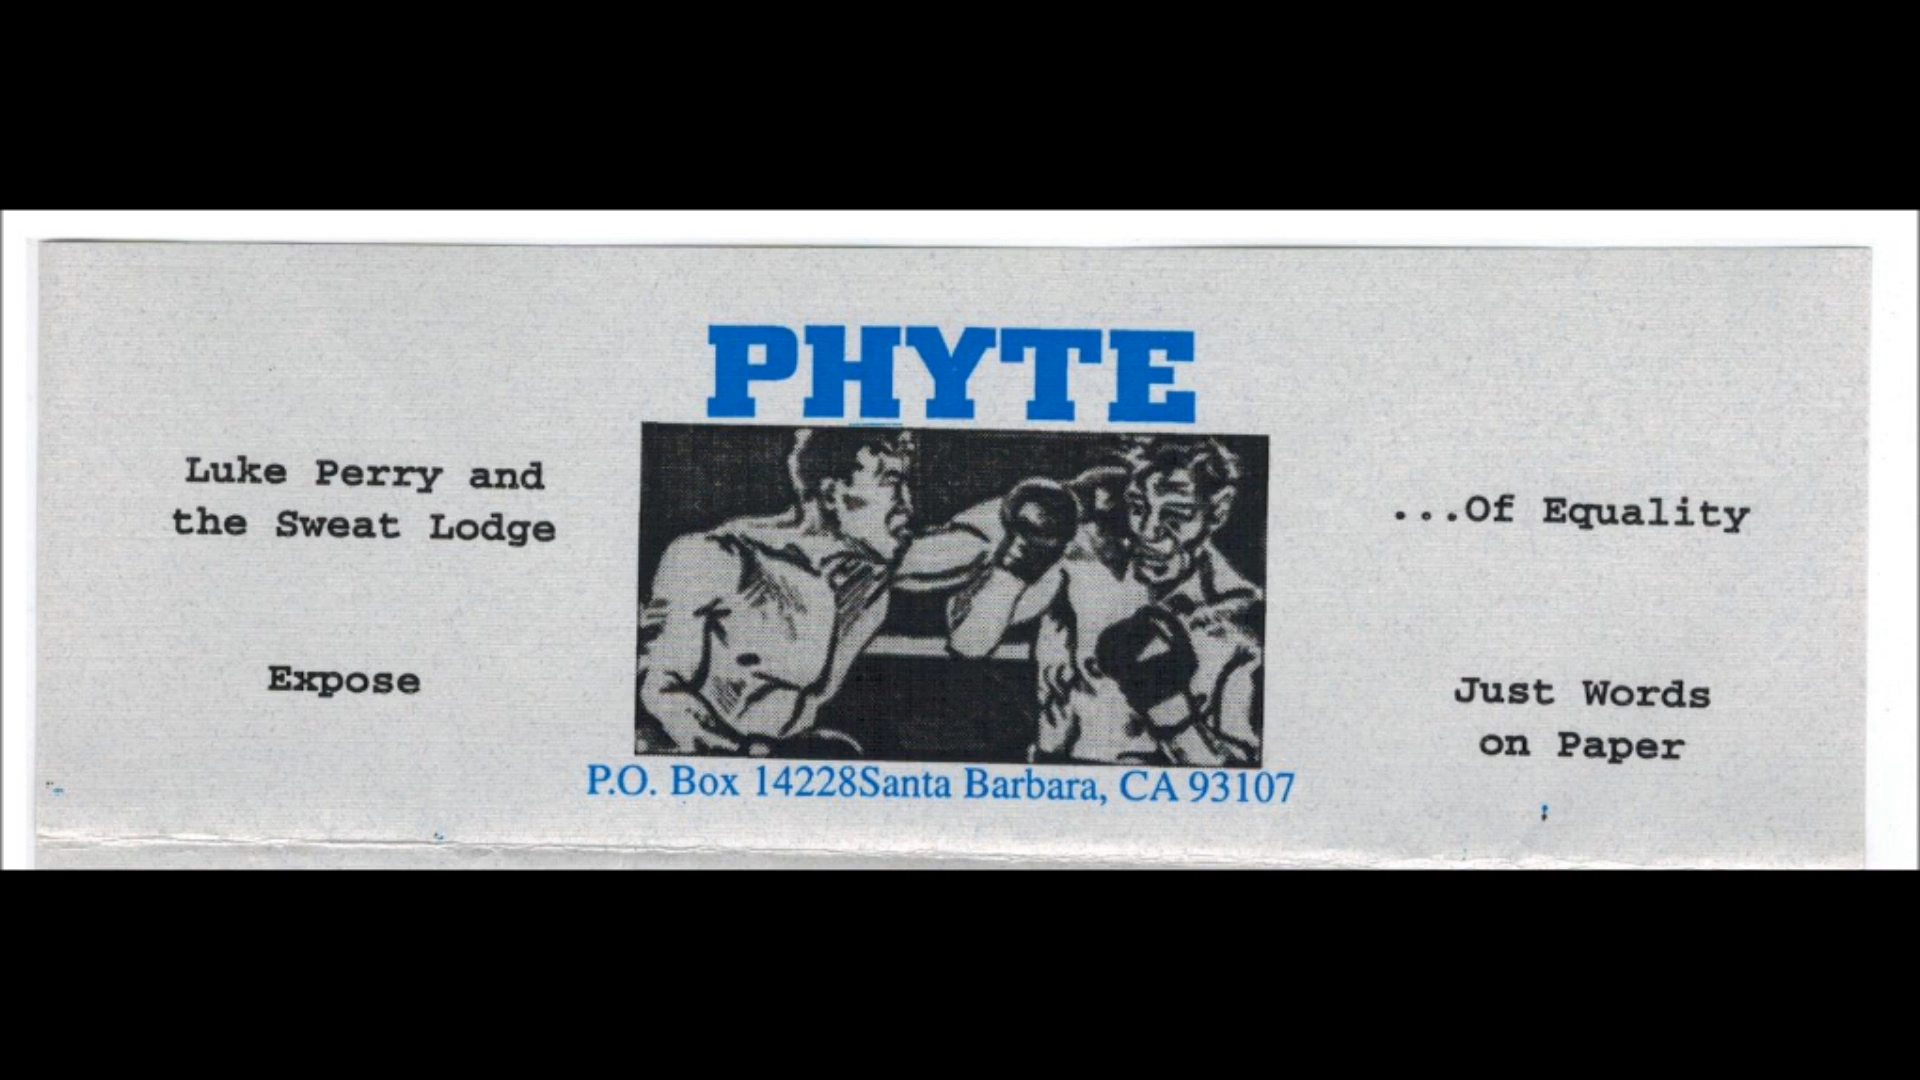 PHYTE
Luke Perry and
the Sweat Lodge
Expose
...Of Equality
Just Words
on Paper
P.O. Box 14228Santa Barbara, CA 93107